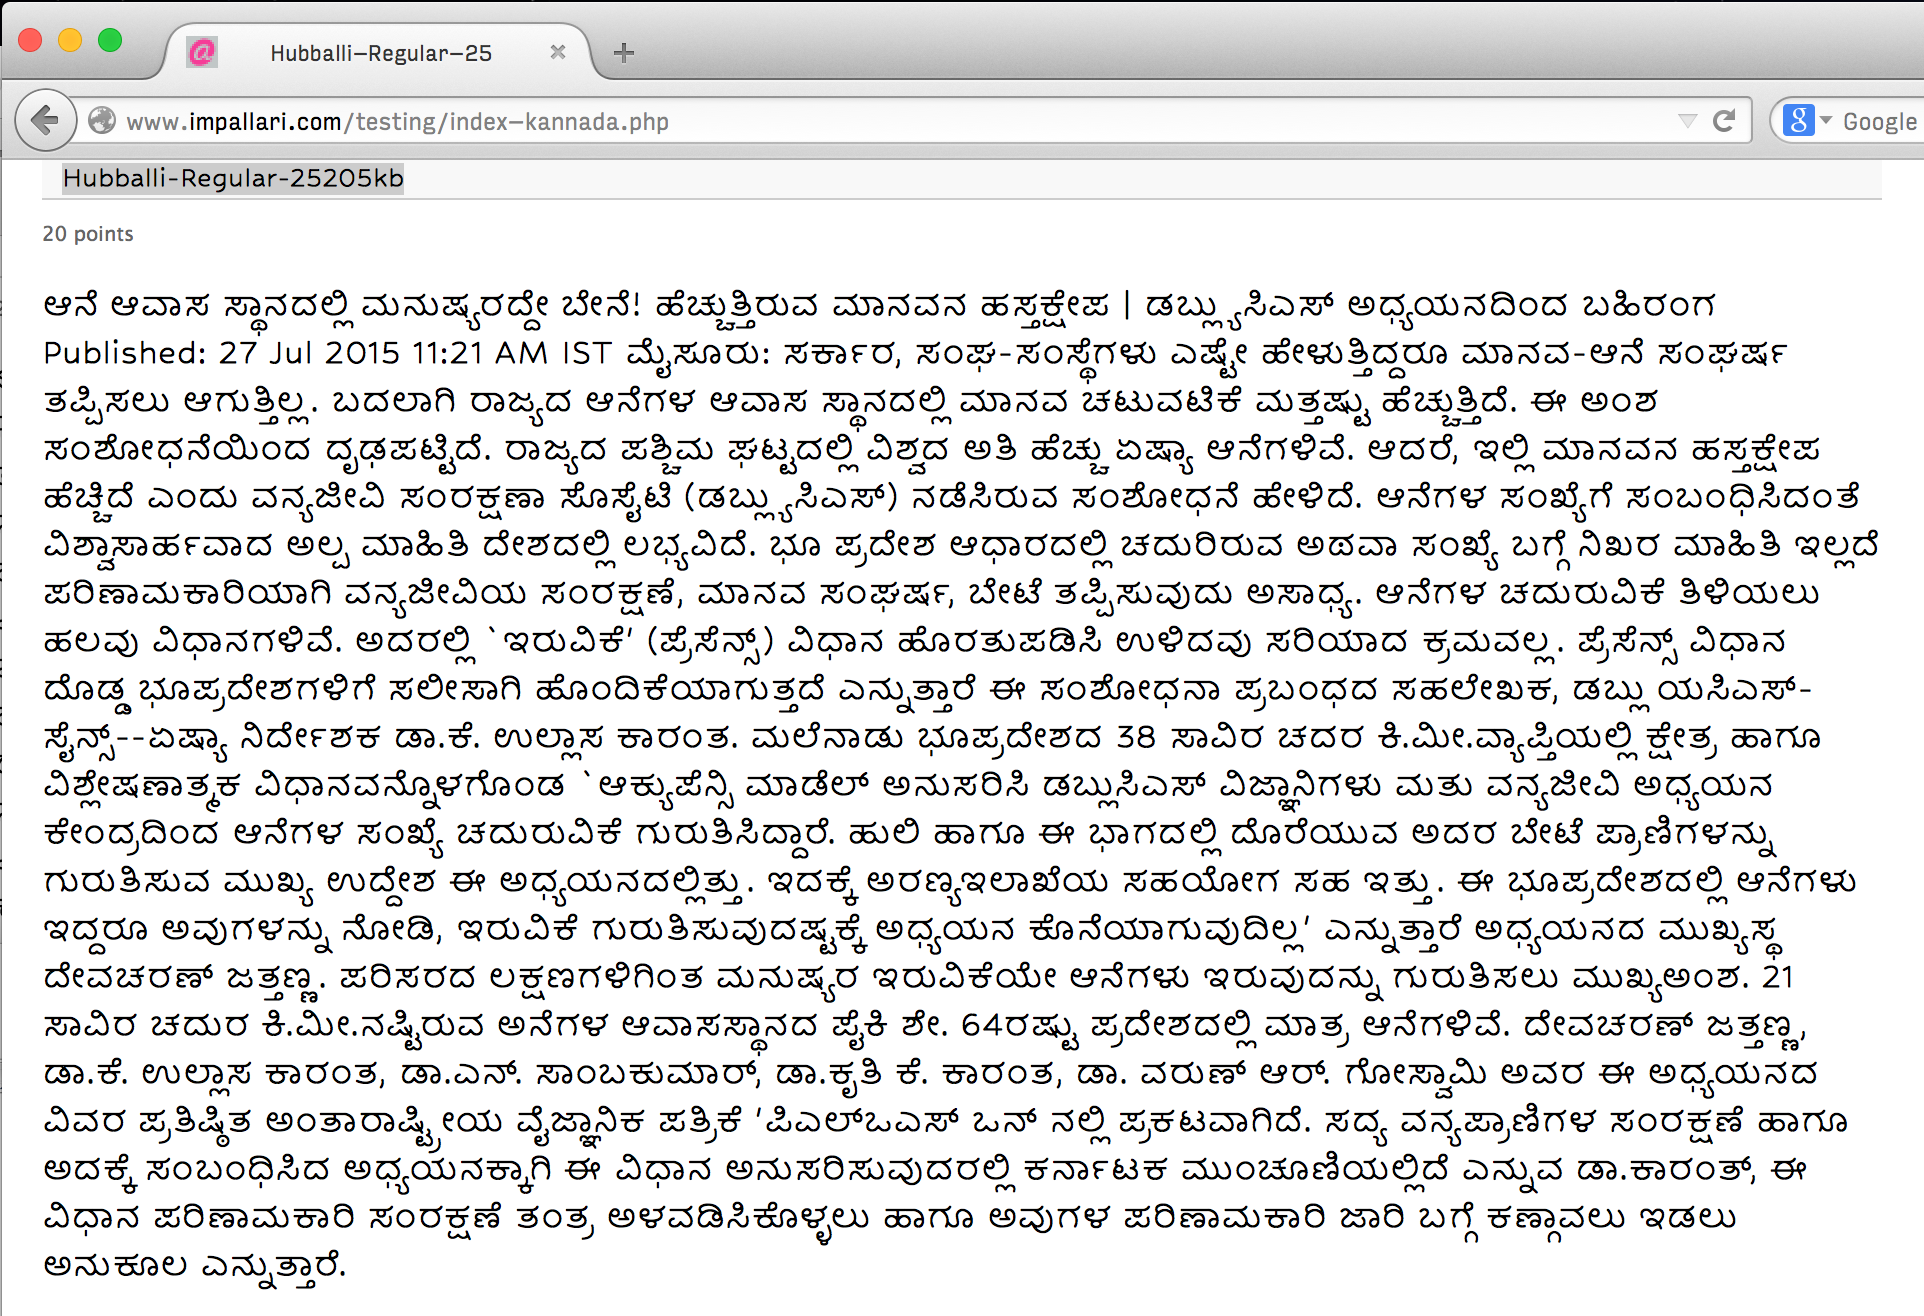 Hubballi-Regular-25
www.impallari.com/testing/index-kannada.php
Google
Hubballi-Regular-25205kb
20 points
ಆನೆ ಆವಾಸ ಸ್ಥಾನದಲ್ಲಿ ಮನುಷ್ಯರದ್ದೇ ಬೇನೆ! ಹೆಚ್ಚುತ್ತಿರುವ ಮಾನವನ ಹಸ್ತಕ್ಷೇಪ | ಡಬ್ಲ್ಯುಸಿಎಸ್ ಅಧ್ಯಯನದಿಂದ ಬಹಿರಂಗ
Published: 27 Jul 2015 11:21 AM IST ಮೈಸೂರು: ಸರ್ಕಾರ, ಸಂಘ-ಸಂಸ್ಥೆಗಳು ಎಷ್ಟೇ ಹೇಳುತ್ತಿದ್ದರೂ ಮಾನವ-ಆನೆ ಸಂಘರ್ಷ
ತಪ್ಪಿಸಲು ಆಗುತ್ತಿಲ್ಲ. ಬದಲಾಗಿ ರಾಜ್ಯದ ಆನೆಗಳ ಆವಾಸ ಸ್ಥಾನದಲ್ಲಿ ಮಾನವ ಚಟುವಟಿಕೆ ಮತ್ತಷ್ಟು ಹೆಚ್ಚುತ್ತಿದೆ. ಈ ಅಂಶ
ಸಂಶೋಧನೆಯಿಂದ ದೃಢಪಟ್ಟಿದೆ. ರಾಜ್ಯದ ಪಶ್ಚಿಮ ಘಟ್ಟದಲ್ಲಿ ವಿಶ್ವದ ಅತಿ ಹೆಚ್ಚು ಏಷ್ಯಾ ಆನೆಗಳಿವೆ. ಆದರೆ, ಇಲ್ಲಿ ಮಾನವನ ಹಸ್ತಕ್ಷೇಪ
ಹೆಚ್ಚಿದೆ ಎಂದು ವನ್ಯಜೀವಿ ಸಂರಕ್ಷಣಾ ಸೊಸೈಟಿ (ಡಬ್ಲ್ಯುಸಿಎಸ್) ನಡೆಸಿರುವ ಸಂಶೋಧನೆ ಹೇಳಿದೆ. ಆನೆಗಳ ಸಂಖ್ಯೆಗೆ ಸಂಬಂಧಿಸಿದಂತೆ
ವಿಶ್ವಾಸಾರ್ಹವಾದ ಅಲ್ಪ ಮಾಹಿತಿ ದೇಶದಲ್ಲಿ ಲಭ್ಯವಿದೆ. ಭೂ ಪ್ರದೇಶ ಆಧಾರದಲ್ಲಿ ಚದುರಿರುವ ಅಥವಾ ಸಂಖ್ಯೆ ಬಗ್ಗೆ ನಿಖರ ಮಾಹಿತಿ ಇಲ್ಲದೆ
ಪರಿಣಾಮಕಾರಿಯಾಗಿ ವನ್ಯಜೀವಿಯ ಸಂರಕ್ಷಣೆ, ಮಾನವ ಸಂಘರ್ಷ, ಬೇಟೆ ತಪ್ಪಿಸುವುದು ಅಸಾಧ್ಯ. ಆನೆಗಳ ಚದುರುವಿಕೆ ತಿಳಿಯಲು
ಹಲವು ವಿಧಾನಗಳಿವೆ. ಅದರಲ್ಲಿ `ಇರುವಿಕೆ' (ಪ್ರೆಸೆನ್ಸ್) ವಿಧಾನ ಹೊರತುಪಡಿಸಿ ಉಳಿದವು ಸರಿಯಾದ ಕ್ರಮವಲ್ಲ. ಪ್ರೆಸೆನ್ಸ್ ವಿಧಾನ
ದೊಡ್ಡ ಭೂಪ್ರದೇಶಗಳಿಗೆ ಸಲೀಸಾಗಿ ಹೊಂದಿಕೆಯಾಗುತ್ತದೆ ಎನ್ನುತ್ತಾರೆ ಈ ಸಂಶೋಧನಾ ಪ್ರಬಂಧದ ಸಹಲೇಖಕ, ಡಬ್ಲುಯಸಿಎಸ್-
ಸೈನ್ಸ್--ಏಷ್ಯಾ ನಿರ್ದೇಶಕ ಡಾ.ಕೆ. ಉಲ್ಲಾಸ ಕಾರಂತ. ಮಲೆನಾಡು ಭೂಪ್ರದೇಶದ 38 ಸಾವಿರ ಚದರ ಕಿ.ಮೀ.ವ್ಯಾಪ್ತಿಯಲ್ಲಿ ಕ್ಷೇತ್ರ ಹಾಗೂ
ವಿಶ್ಲೇಷಣಾತ್ಮಕ ವಿಧಾನವನ್ನೊಳಗೊಂಡ `ಆಕ್ಯುಪೆನ್ಸಿ ಮಾಡೆಲ್ ಅನುಸರಿಸಿ ಡಬ್ಲುಸಿಎಸ್ ವಿಜ್ಞಾನಿಗಳು ಮತು ವನ್ಯಜೀವಿ ಅಧ್ಯಯನ
ಕೇಂದ್ರದಿಂದ ಆನೆಗಳ ಸಂಖ್ಯೆ ಚದುರುವಿಕೆ ಗುರುತಿಸಿದ್ದಾರೆ. ಹುಲಿ ಹಾಗೂ ಈ ಭಾಗದಲ್ಲಿ ದೊರೆಯುವ ಅದರ ಬೇಟೆ ಪ್ರಾಣಿಗಳನ್ನು
ಗುರುತಿಸುವ ಮುಖ್ಯ ಉದ್ದೇಶ ಈ ಅಧ್ಯಯನದಲ್ಲಿತ್ತು. ಇದಕ್ಕೆ ಅರಣ್ಯಇಲಾಖೆಯ ಸಹಯೋಗ ಸಹ ಇತ್ತು. ಈ ಭೂಪ್ರದೇಶದಲ್ಲಿ ಆನೆಗಳು
ಇದ್ದರೂ ಅವುಗಳನ್ನು ನೋಡಿ, ಇರುವಿಕೆ ಗುರುತಿಸುವುದಷ್ಟಕ್ಕೆ ಅಧ್ಯಯನ ಕೊನೆಯಾಗುವುದಿಲ್ಲ' ಎನ್ನುತ್ತಾರೆ ಅಧ್ಯಯನದ ಮುಖ್ಯಸ್ಥ
ದೇವಚರಣ್ ಜತ್ತಣ್ಣ. ಪರಿಸರದ ಲಕ್ಷಣಗಳಿಗಿಂತ ಮನುಷ್ಯರ ಇರುವಿಕೆಯೇ ಆನೆಗಳು ಇರುವುದನ್ನು ಗುರುತಿಸಲು ಮುಖ್ಯಅಂಶ. 21
ಸಾವಿರ ಚದುರ ಕಿ.ಮೀ.ನಷ್ಟಿರುವ ಅನೆಗಳ ಆವಾಸಸ್ಥಾನದ ಪೈಕಿ ಶೇ. 64ರಷ್ಟು ಪ್ರದೇಶದಲ್ಲಿ ಮಾತ್ರ ಆನೆಗಳಿವೆ. ದೇವಚರಣ್ ಜತ್ತಣ್ಣ,
ಡಾ.ಕೆ. ಉಲ್ಲಾಸ ಕಾರಂತ, ಡಾ.ಎನ್. ಸಾಂಬಕುಮಾರ್, ಡಾ.ಕೃತಿ ಕೆ. ಕಾರಂತ, ಡಾ. ವರುಣ್ ಆರ್. ಗೋಸ್ವಾಮಿ ಅವರ ಈ ಅಧ್ಯಯನದ
ವಿವರ ಪ್ರತಿಷ್ಠಿತ ಅಂತಾರಾಷ್ಟ್ರೀಯ ವೈಜ್ಞಾನಿಕ ಪತ್ರಿಕೆ 'ಪಿಎಲ್ಒಎಸ್ ಒನ್ ನಲ್ಲಿ ಪ್ರಕಟವಾಗಿದೆ. ಸದ್ಯ ವನ್ಯಪ್ರಾಣಿಗಳ ಸಂರಕ್ಷಣೆ ಹಾಗೂ
ಅದಕ್ಕೆ ಸಂಬಂಧಿಸಿದ ಅಧ್ಯಯನಕ್ಕಾಗಿ ಈ ವಿಧಾನ ಅನುಸರಿಸುವುದರಲ್ಲಿ ಕರ್ನಾಟಕ ಮುಂಚೂಣಿಯಲ್ಲಿದೆ ಎನ್ನುವ ಡಾ.ಕಾರಂತ್, ಈ
ವಿಧಾನ ಪರಿಣಾಮಕಾರಿ ಸಂರಕ್ಷಣೆ ತಂತ್ರ ಅಳವಡಿಸಿಕೊಳ್ಳಲು ಹಾಗೂ ಅವುಗಳ ಪರಿಣಾಮಕಾರಿ ಜಾರಿ ಬಗ್ಗೆ ಕಣ್ಗಾವಲು ಇಡಲು
ಅನುಕೂಲ ಎನ್ನುತ್ತಾರೆ.